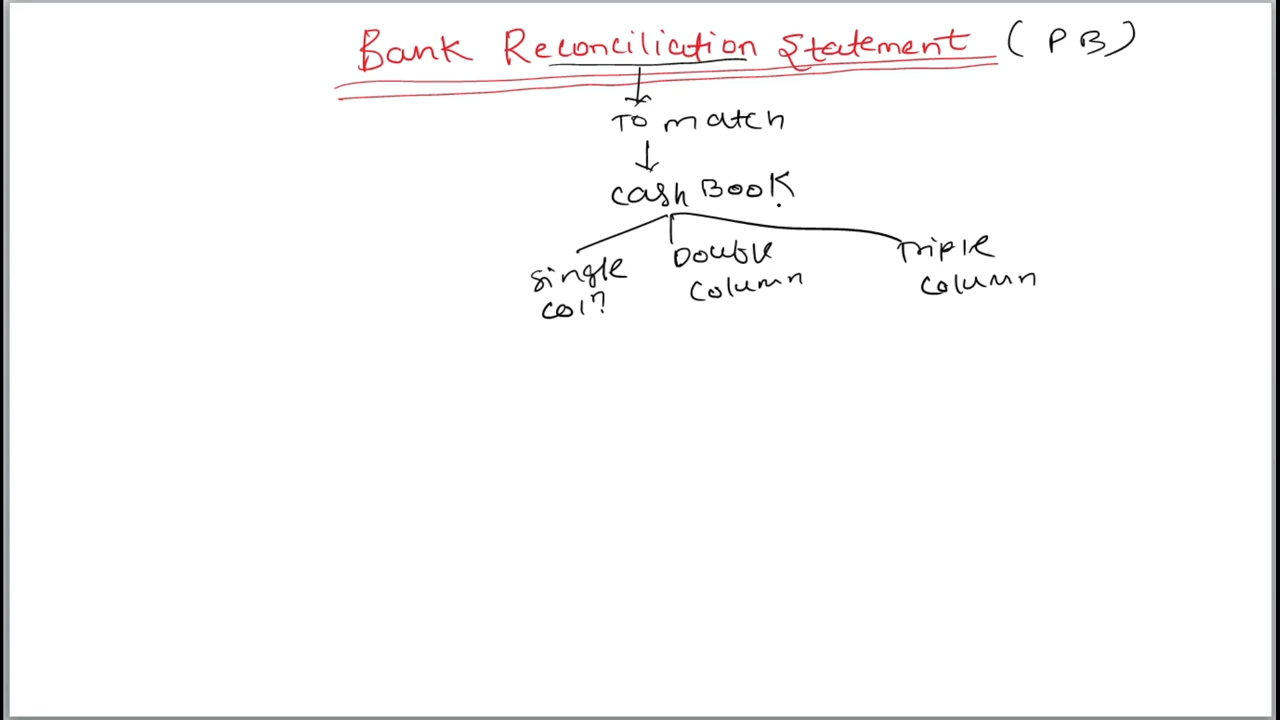 Bank Reconciliation Statement (PB)
To match
Cash Book
Single Double Triple
col? column column